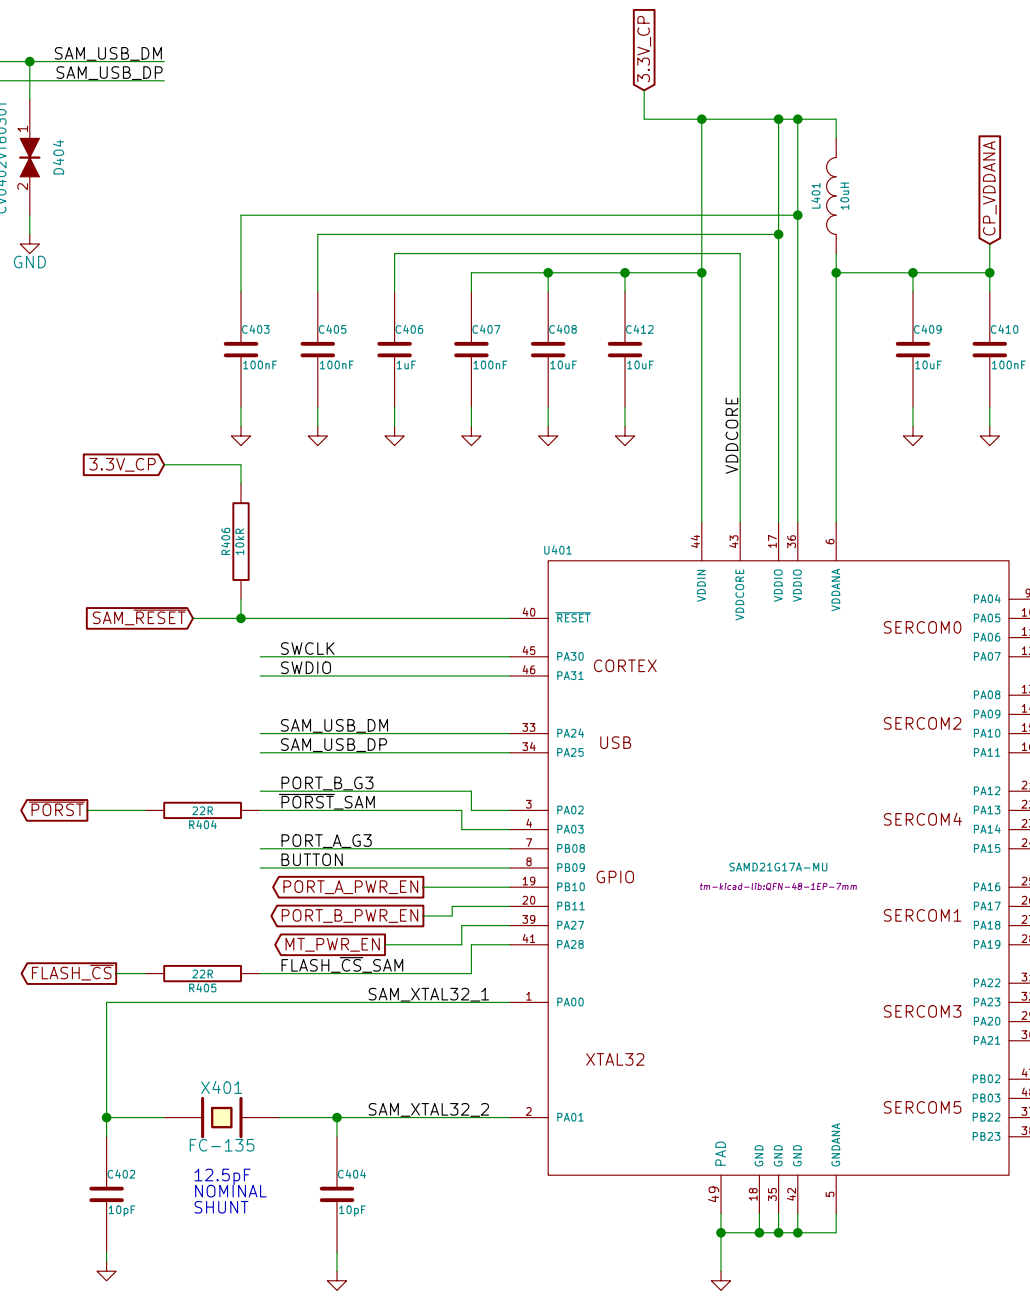 SAM_USB_DM
SAM_USB_DP
1
2
D404
GND
3.3V_CP
L401
10uH
CP_VDDANA
C403
100nF
C405
100nF
C406
1uF
C407
100nF
C408
10uF
C412
10uF
C409
10uF
C410
100nF
VDDCORE
3.3V_CP
R406
10kR
SAM_RESET
U401
44
43
17
36
6
VDDIN
VDDCORE
VDDIO
VDDIO
VDDANA
40
RESET
SWCLK
45
PA30
SWDIO
46
PA31
CORTEX
SAM_USB_DM
33
PA24
SAM_USB_DP
34
PA25
USB
PORT_B_G3
3
PA02
PORST
22R
R404
PORST_SAM
4
PA03
PORT_A_G3
7
PB08
BUTTON
8
PB09
GPIO
PORT_A_PWR_EN
19
PB10
PORT_B_PWR_EN
20
PB11
MT_PWR_EN
39
PA27
41
PA28
FLASH_CS
22R
R405
FLASH_CS_SAM
SAM_XTAL32_1
1
PA00
XTAL32
X401
FC-135
SAM_XTAL32_2
2
PA01
12.5pF
NOMINAL
SHUNT
C402
10pF
C404
10pF
SAMD21G17A-MU
tm-kicad-lib:QFN-48-1EP-7mm
SERCOM0
PA04
PA05
PA06
PA07
SERCOM2
PA08
PA09
PA10
PA11
SERCOM4
PA12
PA13
PA14
PA15
SERCOM1
PA16
PA17
PA18
PA19
SERCOM3
PA22
PA23
PA20
PA21
SERCOM5
PB02
PB03
PB22
PB23
PAD
GND
GND
GND
GNDANA
49
18
35
42
5